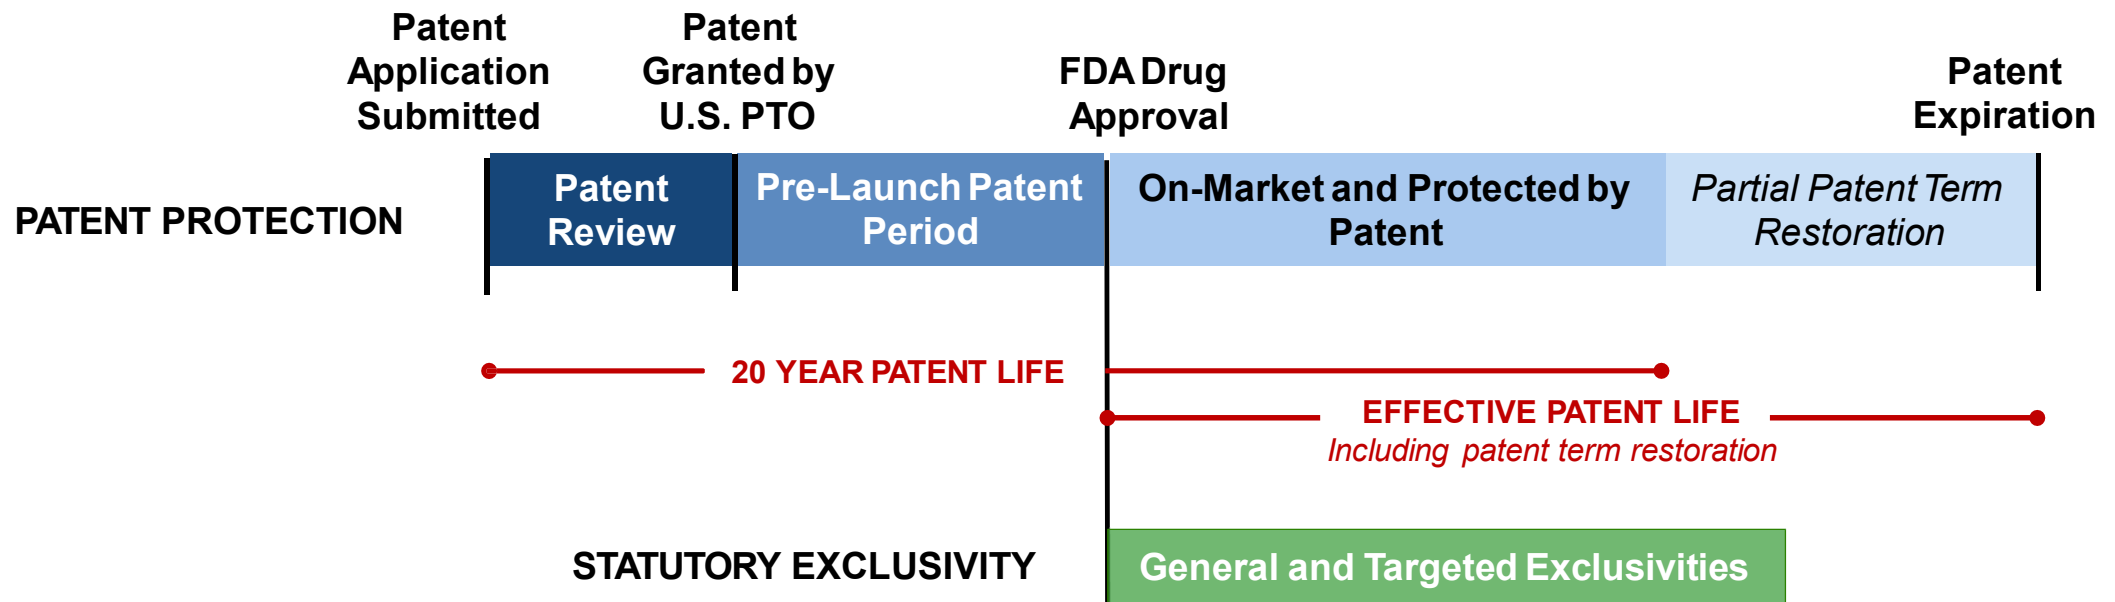 Patent
Application
Submitted
Patent
Granted by
U.S. PTO
FDA Drug
Approval
Patent
Expiration
PATENT PROTECTION
Patent
Review
Pre-Launch Patent
Period
On-Market and Protected by
Patent
Partial Patent Term
Restoration
20 YEAR PATENT LIFE
EFFECTIVE PATENT LIFE
Including patent term restoration
STATUTORY EXCLUSIVITY
General and Targeted Exclusivities